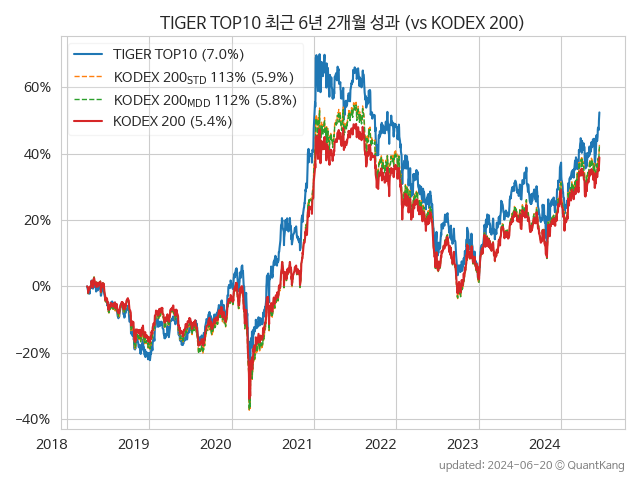 TIGER TOP10 최근 6년 2개월 성과 (vs KODEX 200)
TIGER TOP10 (7.0%)
KODEX 200STD 113% (5.9%)
KODEX 200MDD 112% (5.8%)
KODEX 200 (5.4%)
60%
40%
20%
0%
−20%
−40%
2018 2019 2020 2021 2022 2023 2024
updated: 2024-06-20 © QuantKang